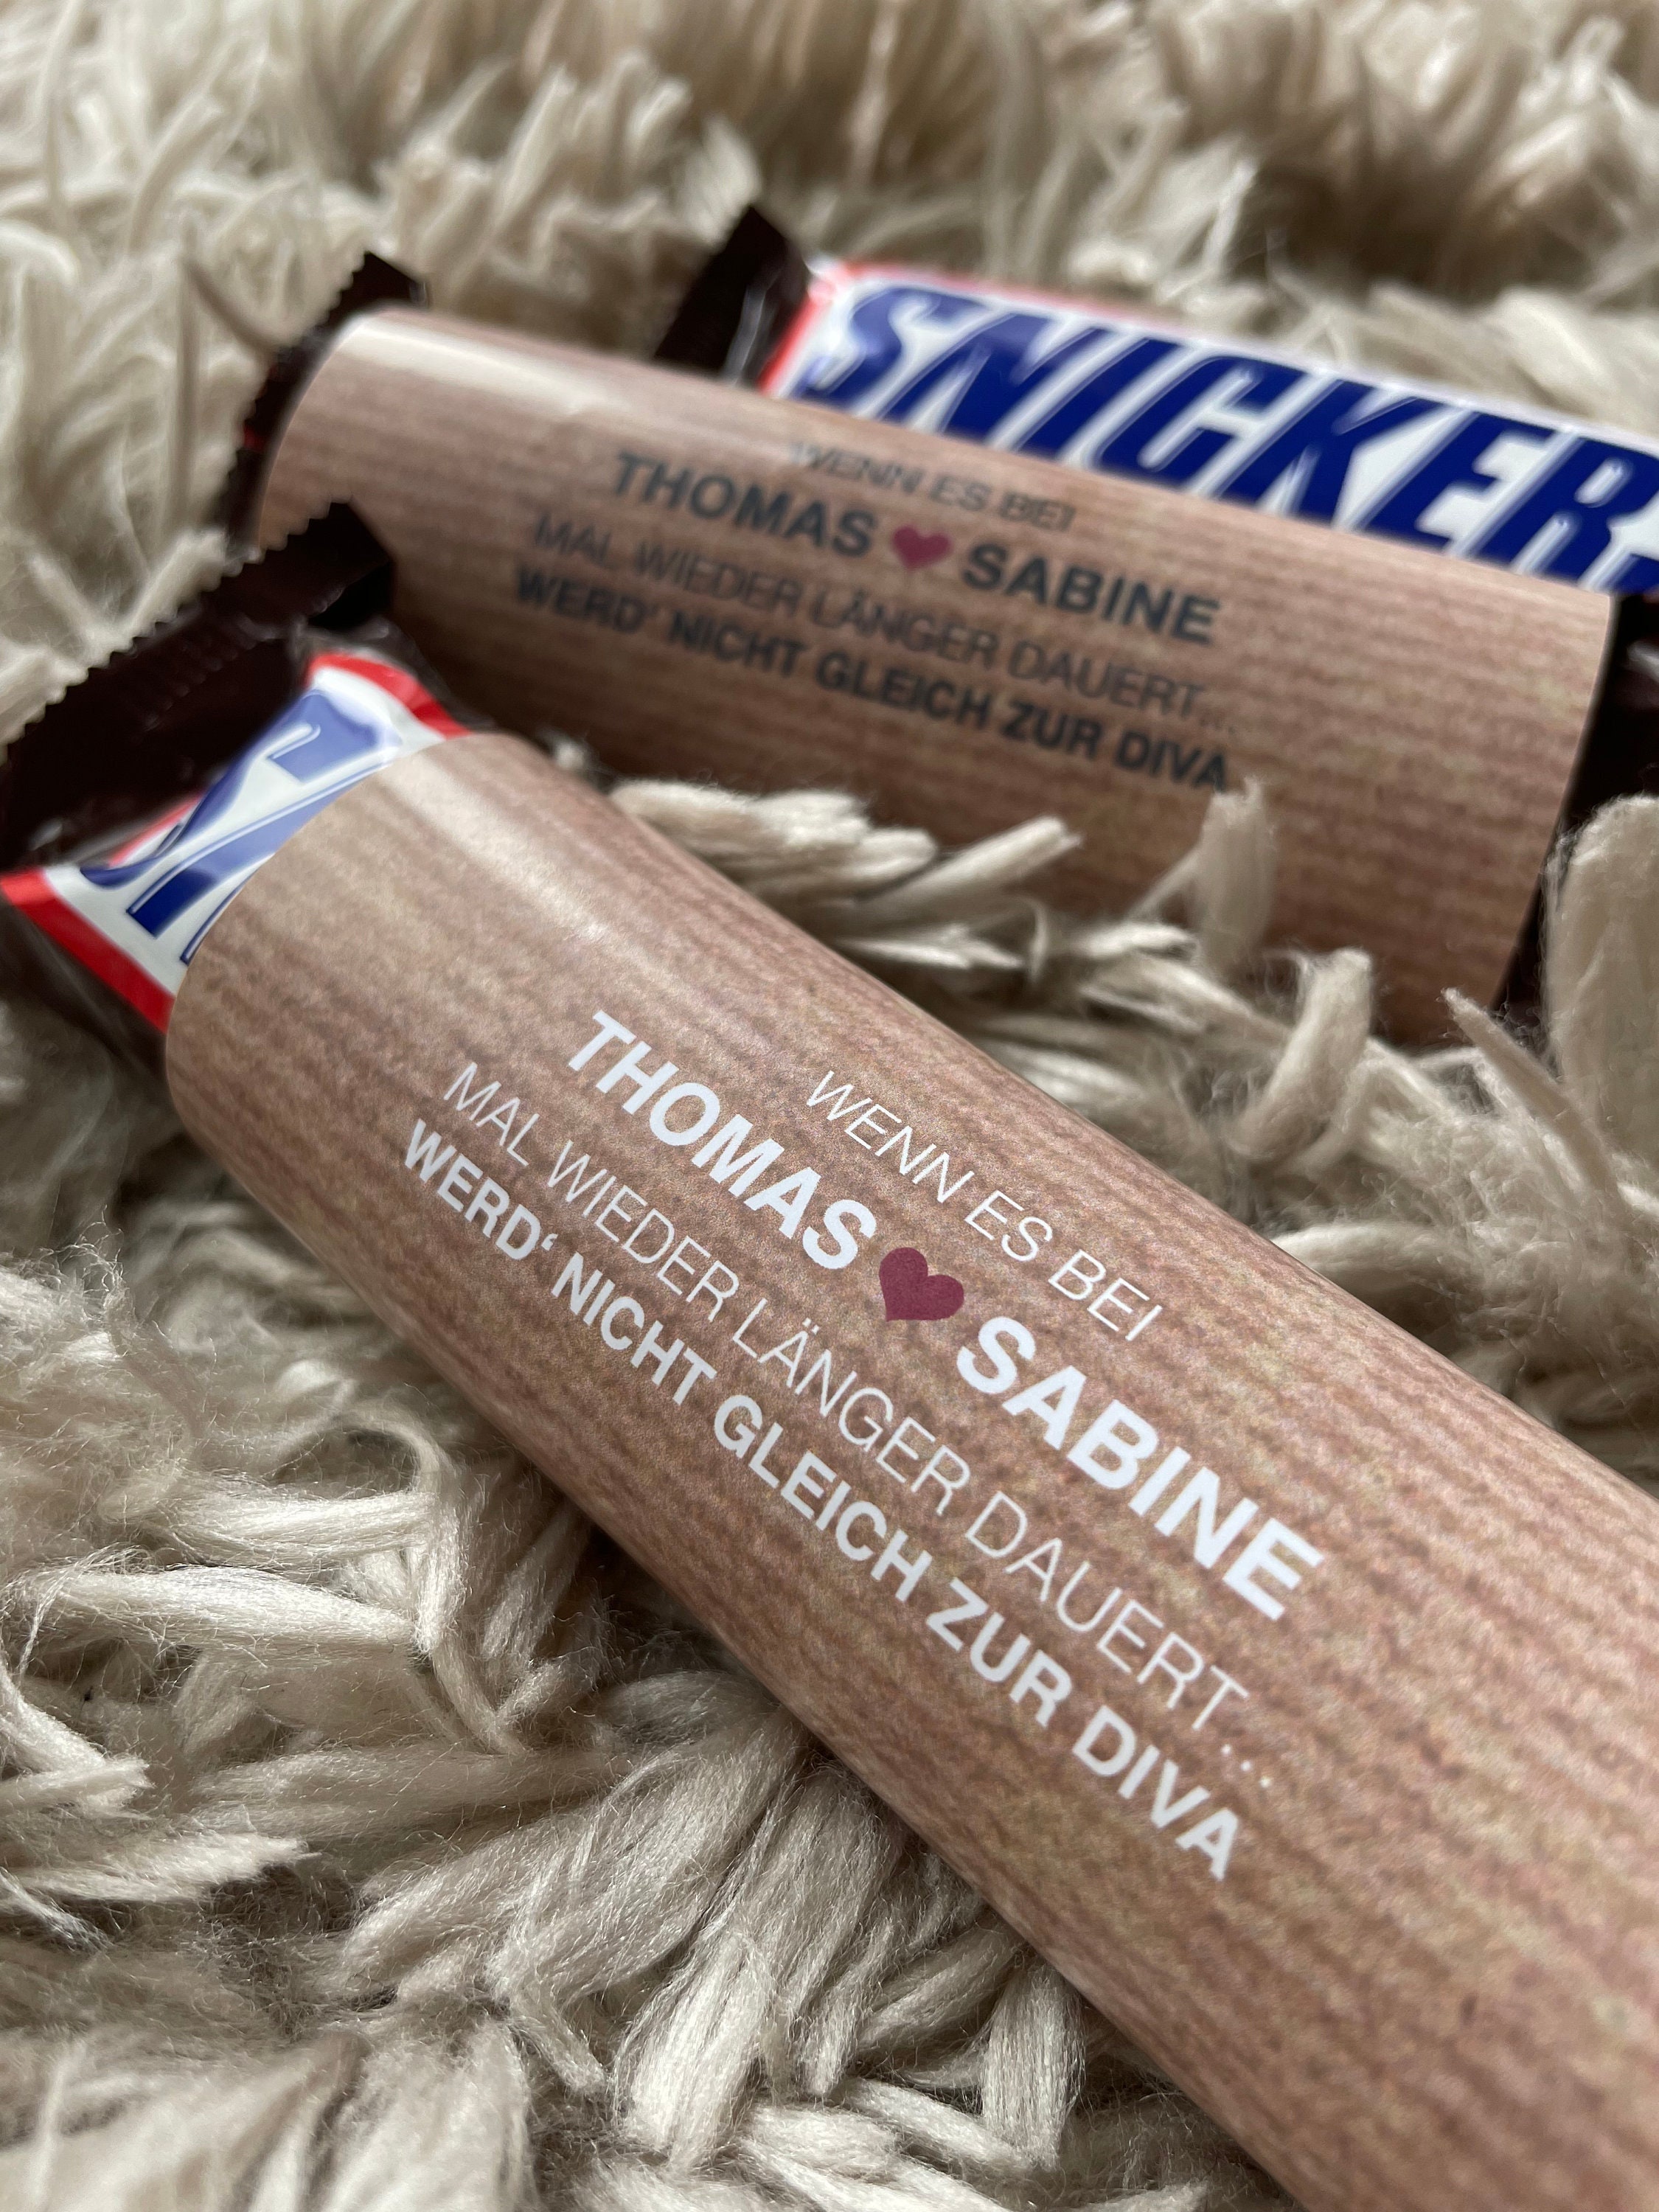 SNICKERS
WENN ES BEI
THOMAS ❤ SABINE
MAL WIEDER LÄNGER DAUERT...
WERD' NICHT GLEICH ZUR DIVA
WENN ES BEI
THOMAS ❤ SABINE
MAL WIEDER LÄNGER DAUERT...
WERD‘ NICHT GLEICH ZUR DIVA